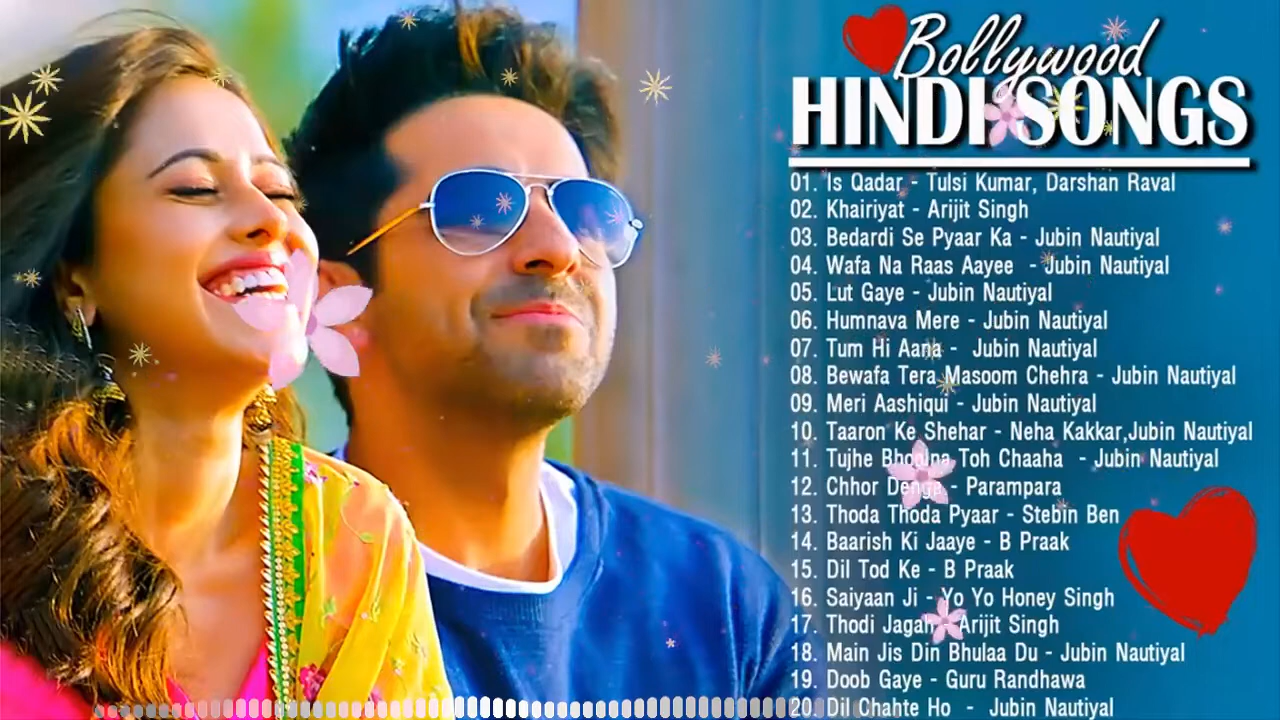 Bollywood
HINDI SONGS
01. Is Qadar - Tulsi Kumar, Darshan Raval
02. Khairiyat - Arijit Singh
03. Bedardi Se Pyaar Ka - Jubin Nautiyal
04. Wafa Na Raas Aayee - Jubin Nautiyal
05. Lut Gaye - Jubin Nautiyal
06. Humnava Mere - Jubin Nautiyal
07. Tum Hi Aana - Jubin Nautiyal
08. Bewafa Tera Masoom Chehra - Jubin Nautiyal
09. Meri Aashiqui - Jubin Nautiyal
10. Taaron Ke Shehar - Neha Kakkar,Jubin Nautiyal
11. Tujhe Bhoolna Toh Chaaha - Jubin Nautiyal
12. Chhor Denge - Parampara
13. Thoda Thoda Pyaar - Stebin Ben
14. Baarish Ki Jaaye - B Praak
15. Dil Tod Ke - B Praak
16. Saiyaan Ji - Yo Yo Honey Singh
17. Thodi Jagah - Arijit Singh
18. Main Jis Din Bhulaa Du - Jubin Nautiyal
19. Doob Gaye - Guru Randhawa
20. Dil Chahte Ho - Jubin Nautiyal